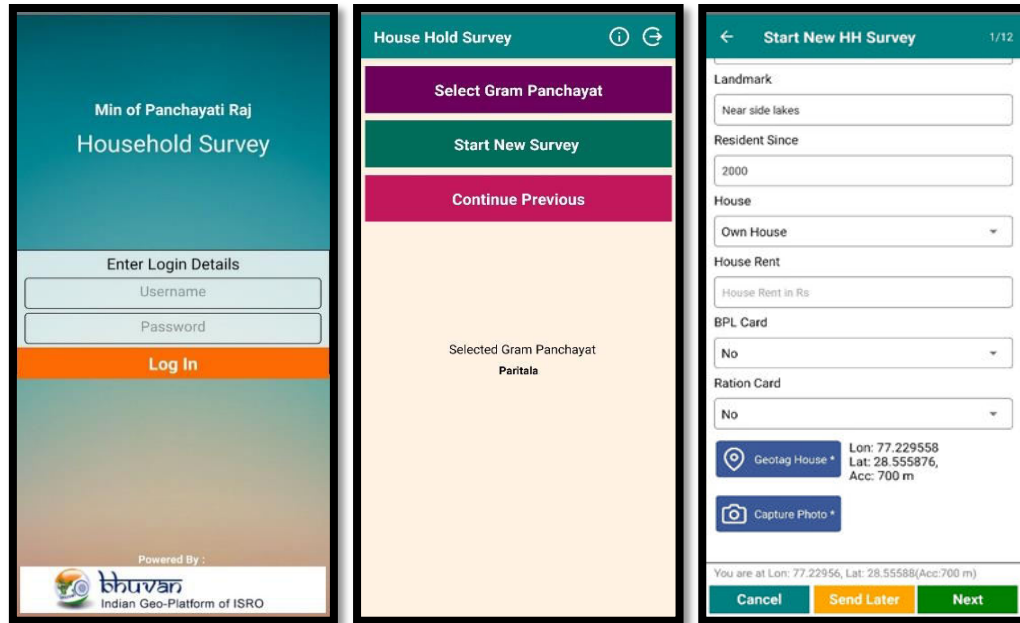 Min of Panchayati Raj
Household Survey
Enter Login Details
Username
Password
Log In
Powered By :
bhuvan
Indian Geo-Platform of ISRO
House Hold Survey
Select Gram Panchayat
Start New Survey
Continue Previous
Selected Gram Panchayat
Paritala
Start New HH Survey 1/12
Landmark
Near side lakes
Resident Since
2000
House
Own House
House Rent
House Rent in Rs
BPL Card
No
Ration Card
No
Geotag House *
Lon: 77.229558
Lat: 28.555876,
Acc: 700 m
Capture Photo *
You are at Lon: 77.22956, Lat: 28.55588(Acc:700 m)
Cancel Send Later Next